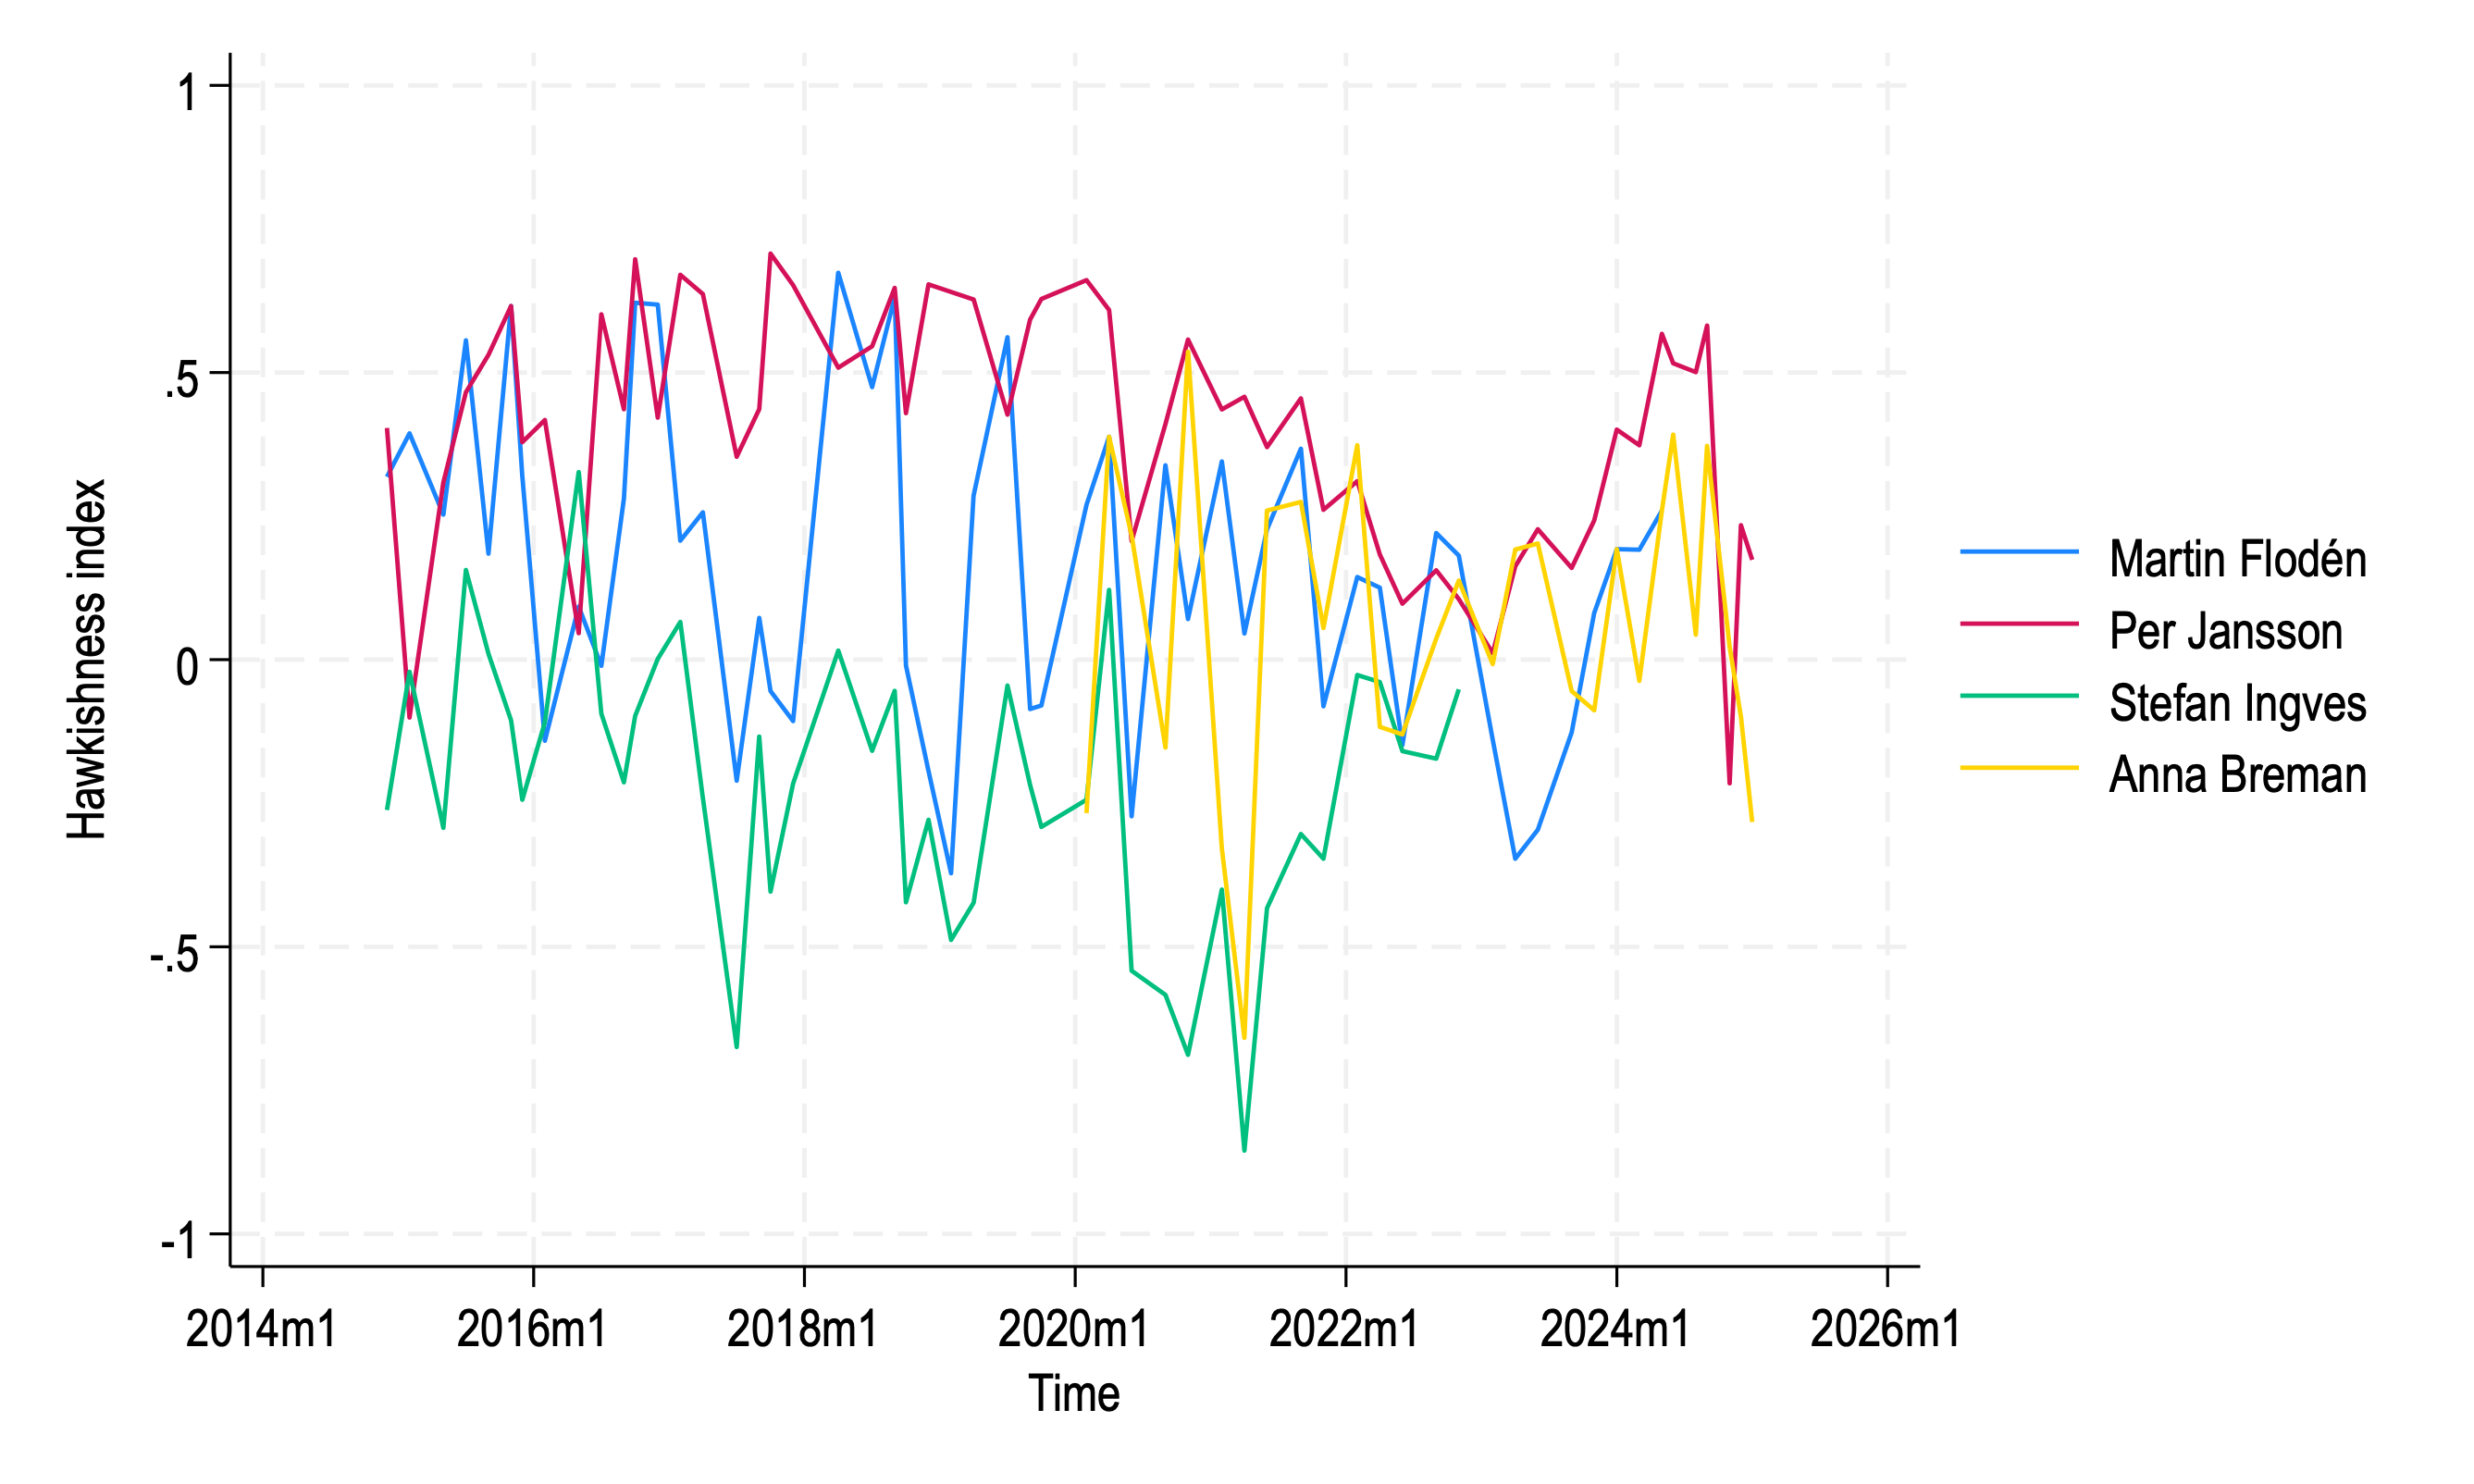 Hawkishness index
1
.5
0
-.5
-1
2014m1 2016m1 2018m1 2020m1 2022m1 2024m1 2026m1
Time
Martin Flodén
Per Jansson
Stefan Ingves
Anna Breman